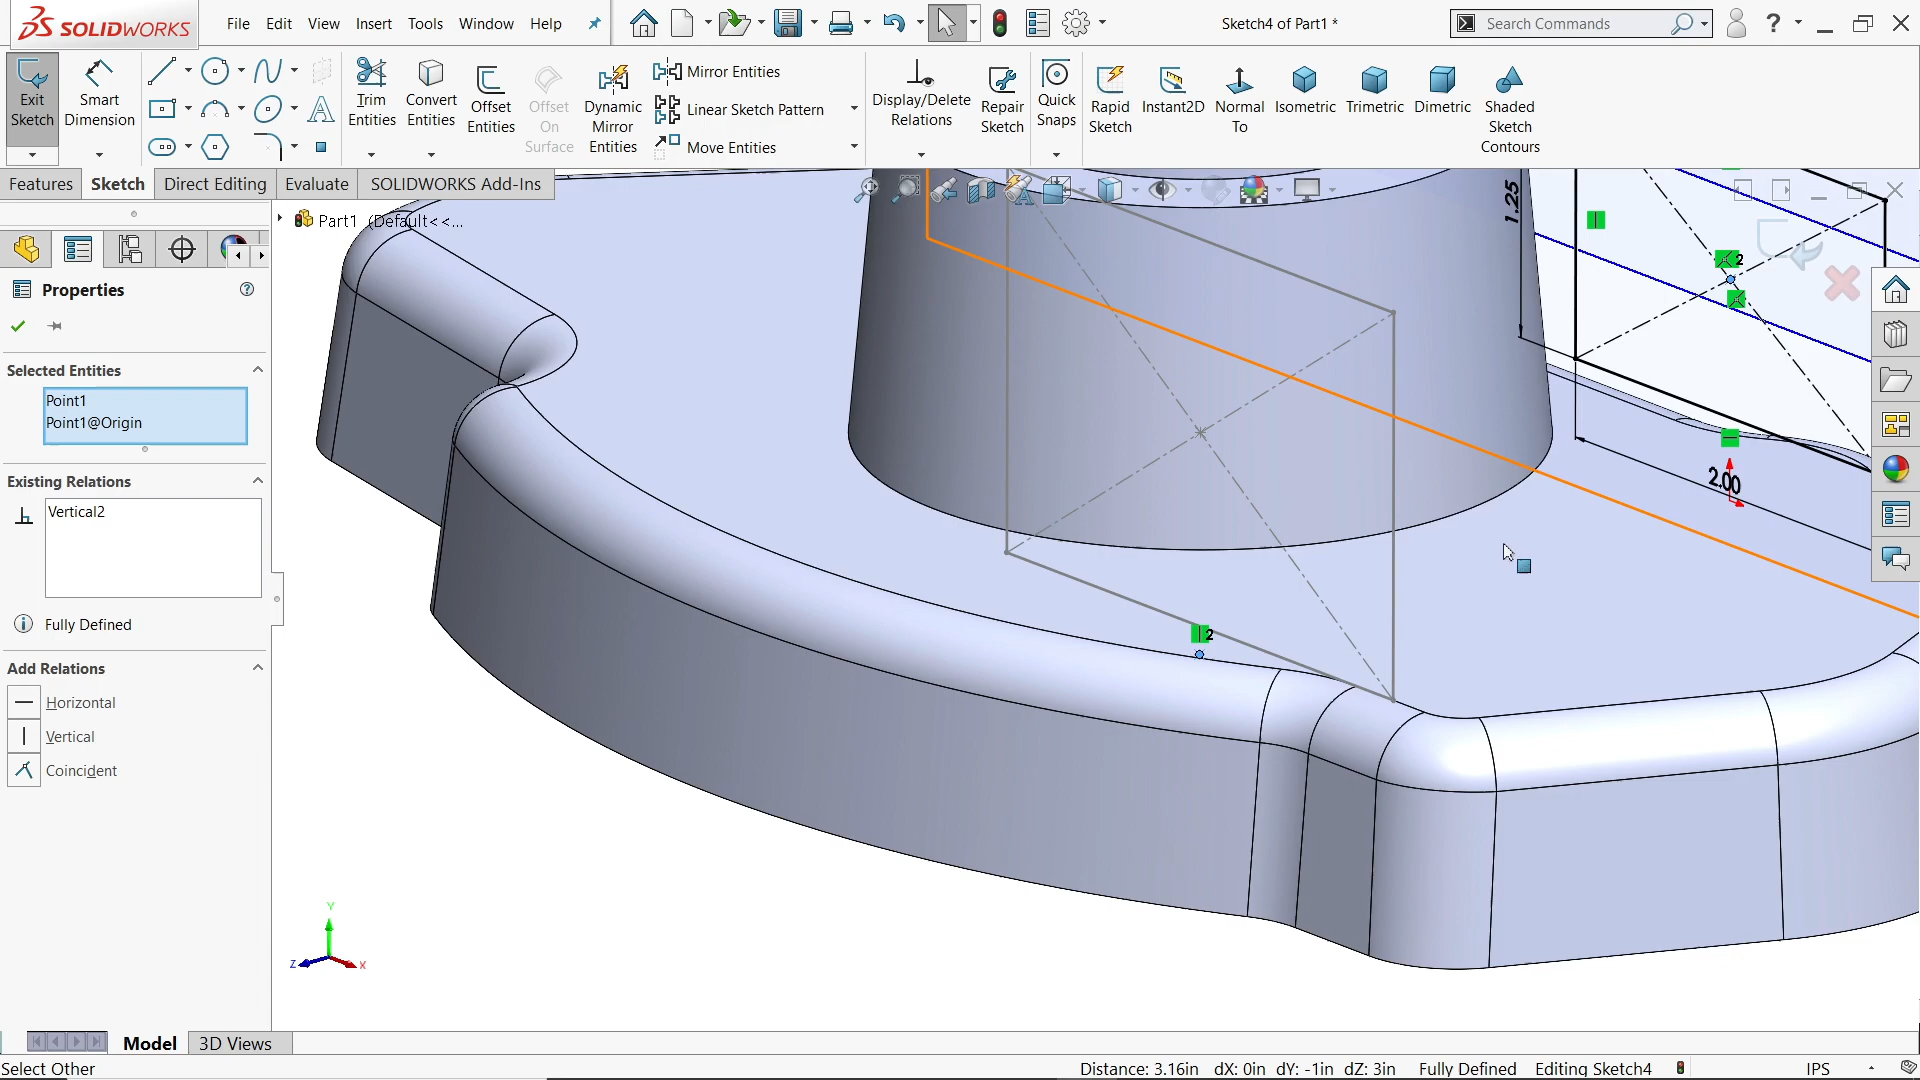 SOLIDWORKS
File
Edit
View
Insert
Tools
Window
Help
Sketch4 of Part1 *
Search Commands
?
Exit
Sketch
Smart
Dimension
Trim
Entities
Convert
Entities
Offset
Entities
Offset
On
Surface
Dynamic
Mirror
Entities
Mirror Entities
Linear Sketch Pattern
Move Entities
Display/Delete
Relations
Repair
Sketch
Quick
Snaps
Rapid
Sketch
Instant2D
Normal
To
Isometric
Trimetric
Dimetric
Shaded
Sketch
Contours
Features
Sketch
Direct Editing
Evaluate
SOLIDWORKS Add-Ins
Part1 (Default<<...
1.25
2
Properties
Selected Entities
Point1
Point1@Origin
Existing Relations
Vertical2
Fully Defined
Add Relations
Horizontal
Vertical
Coincident
2.00
2
Y
Z
X
Model
3D Views
Select Other
Distance: 3.16in dX: 0in dY: -1in dZ: 3in
Fully Defined
Editing Sketch4
IPS